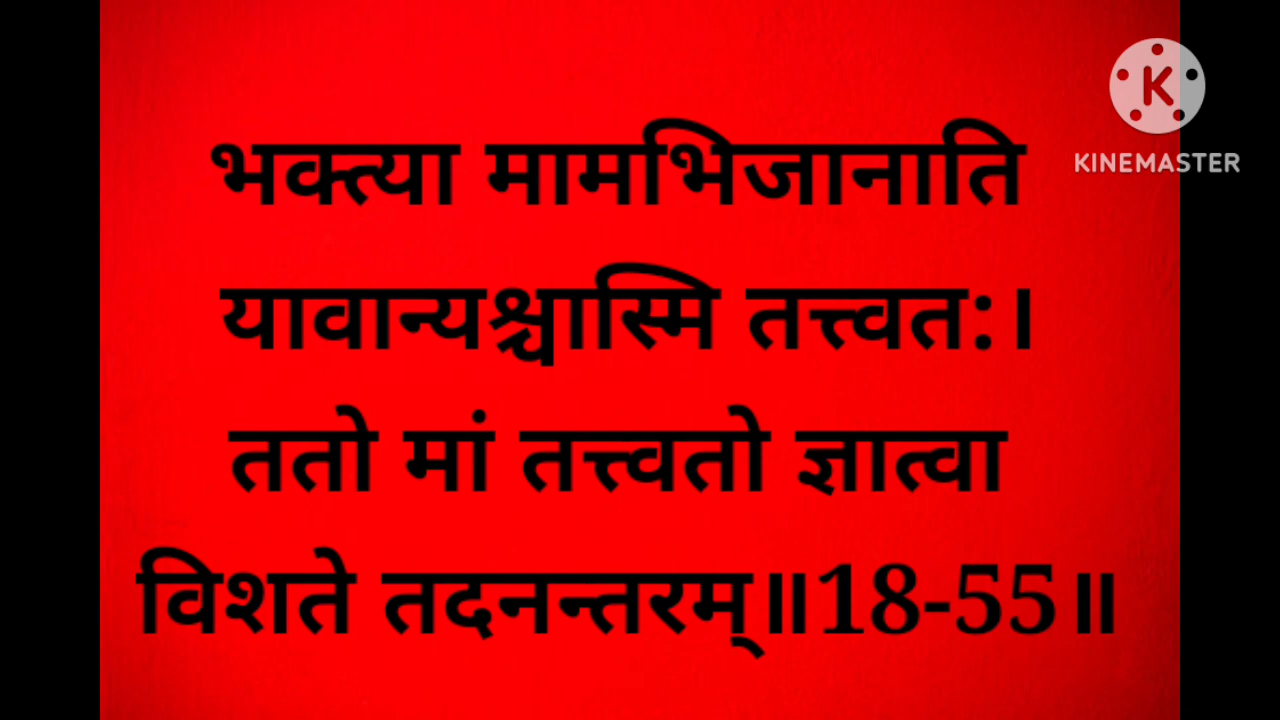 भक्त्या मामभिजानाति
यावान्यश्चास्मि तत्त्वत:।
ततो मां तत्त्वतो ज्ञात्वा
विशते तदनन्तरम्॥18-55॥
K
KINEMASTER